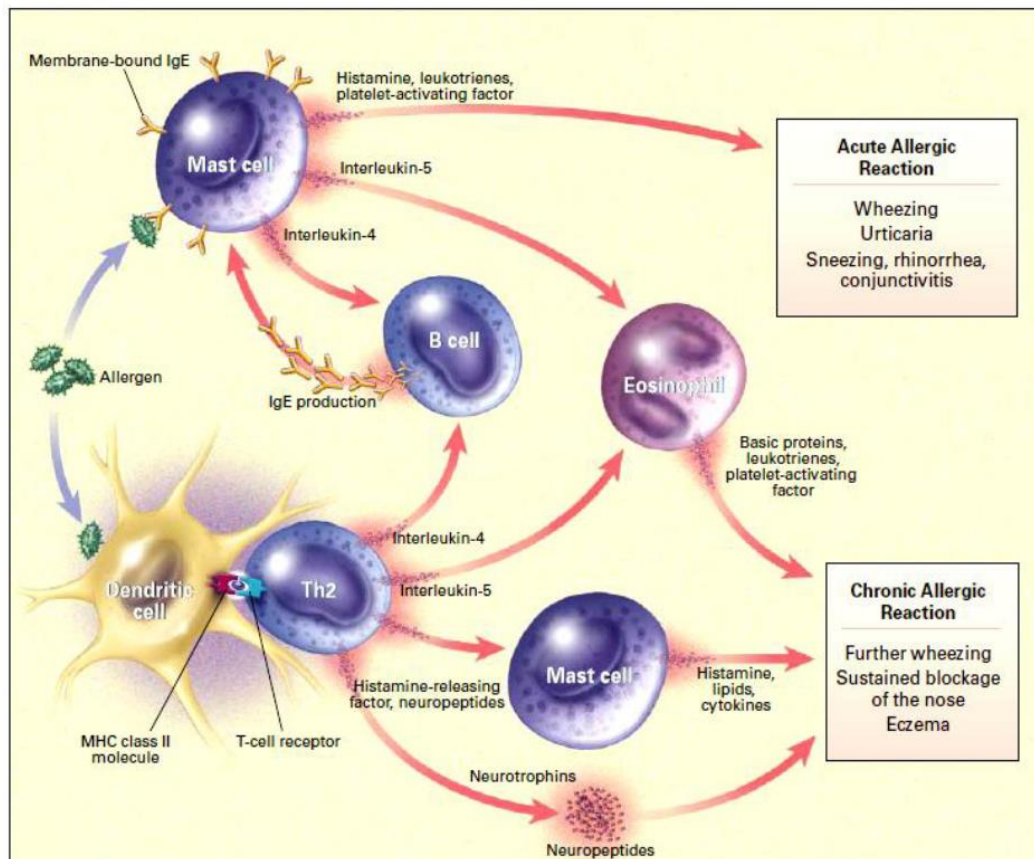 Membrane-bound IgE
Histamine, leukotrienes,
platelet-activating factor
Mast cell
Interleukin-5
Interleukin-4
Acute Allergic
Reaction
Wheezing
Urticaria
Sneezing, rhinorrhea,
conjunctivitis
B cell
Allergen
IgE production
Eosinophil
Basic proteins,
leukotrienes,
platelet-activating
factor
Interleukin-4
Dendritic
cell
Th2
Interleukin-5
Chronic Allergic
Reaction
Further wheezing
Sustained blockage
of the nose
Eczema
Mast cell
Histamine,
lipids,
cytokines
Histamine-releasing
factor, neuropeptides
MHC class II
molecule
T-cell receptor
Neurotrophins
Neuropeptides